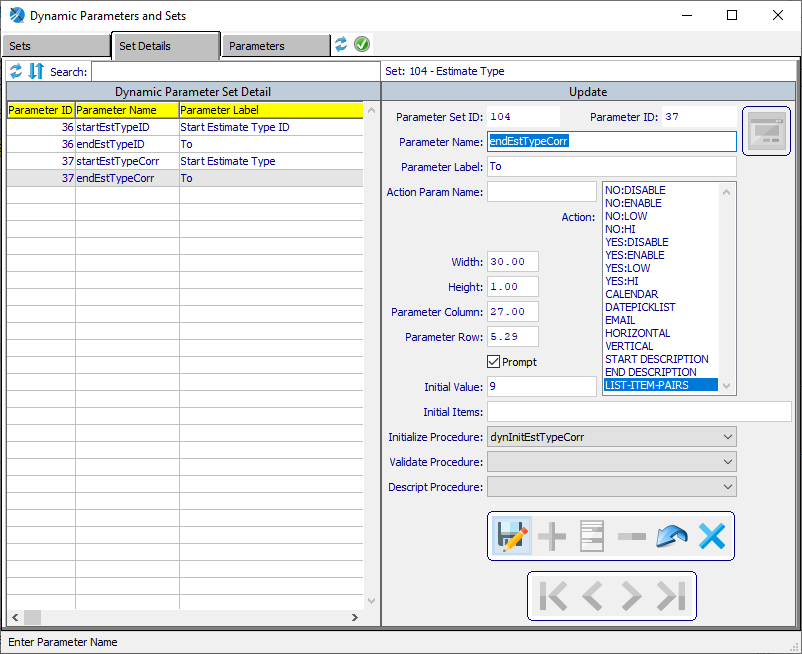 Dynamic Parameters and Sets
Sets
Set Details
Parameters
Search:
Set: 104 - Estimate Type
Dynamic Parameter Set Detail
Parameter ID Parameter Name Parameter Label
36 startEstTypeID Start Estimate Type ID
36 endEstTypeID To
37 startEstTypeCorr Start Estimate Type
37 endEstTypeCorr To
Update
Parameter Set ID: 104 Parameter ID: 37
Parameter Name: endEstTypeCorr
Parameter Label: To
Action Param Name:
Action:
NO:DISABLE
NO:ENABLE
NO:LOW
NO:HI
YES:DISABLE
YES:ENABLE
YES:LOW
YES:HI
CALENDAR
DATEPICKLIST
EMAIL
HORIZONTAL
VERTICAL
START DESCRIPTION
END DESCRIPTION
LIST-ITEM-PAIRS
Width: 30.00
Height: 1.00
Parameter Column: 27.00
Parameter Row: 5.29
Prompt
Initial Value: 9
Initial Items:
Initialize Procedure: dynInitEstTypeCorr
Validate Procedure:
Descript Procedure:
Enter Parameter Name